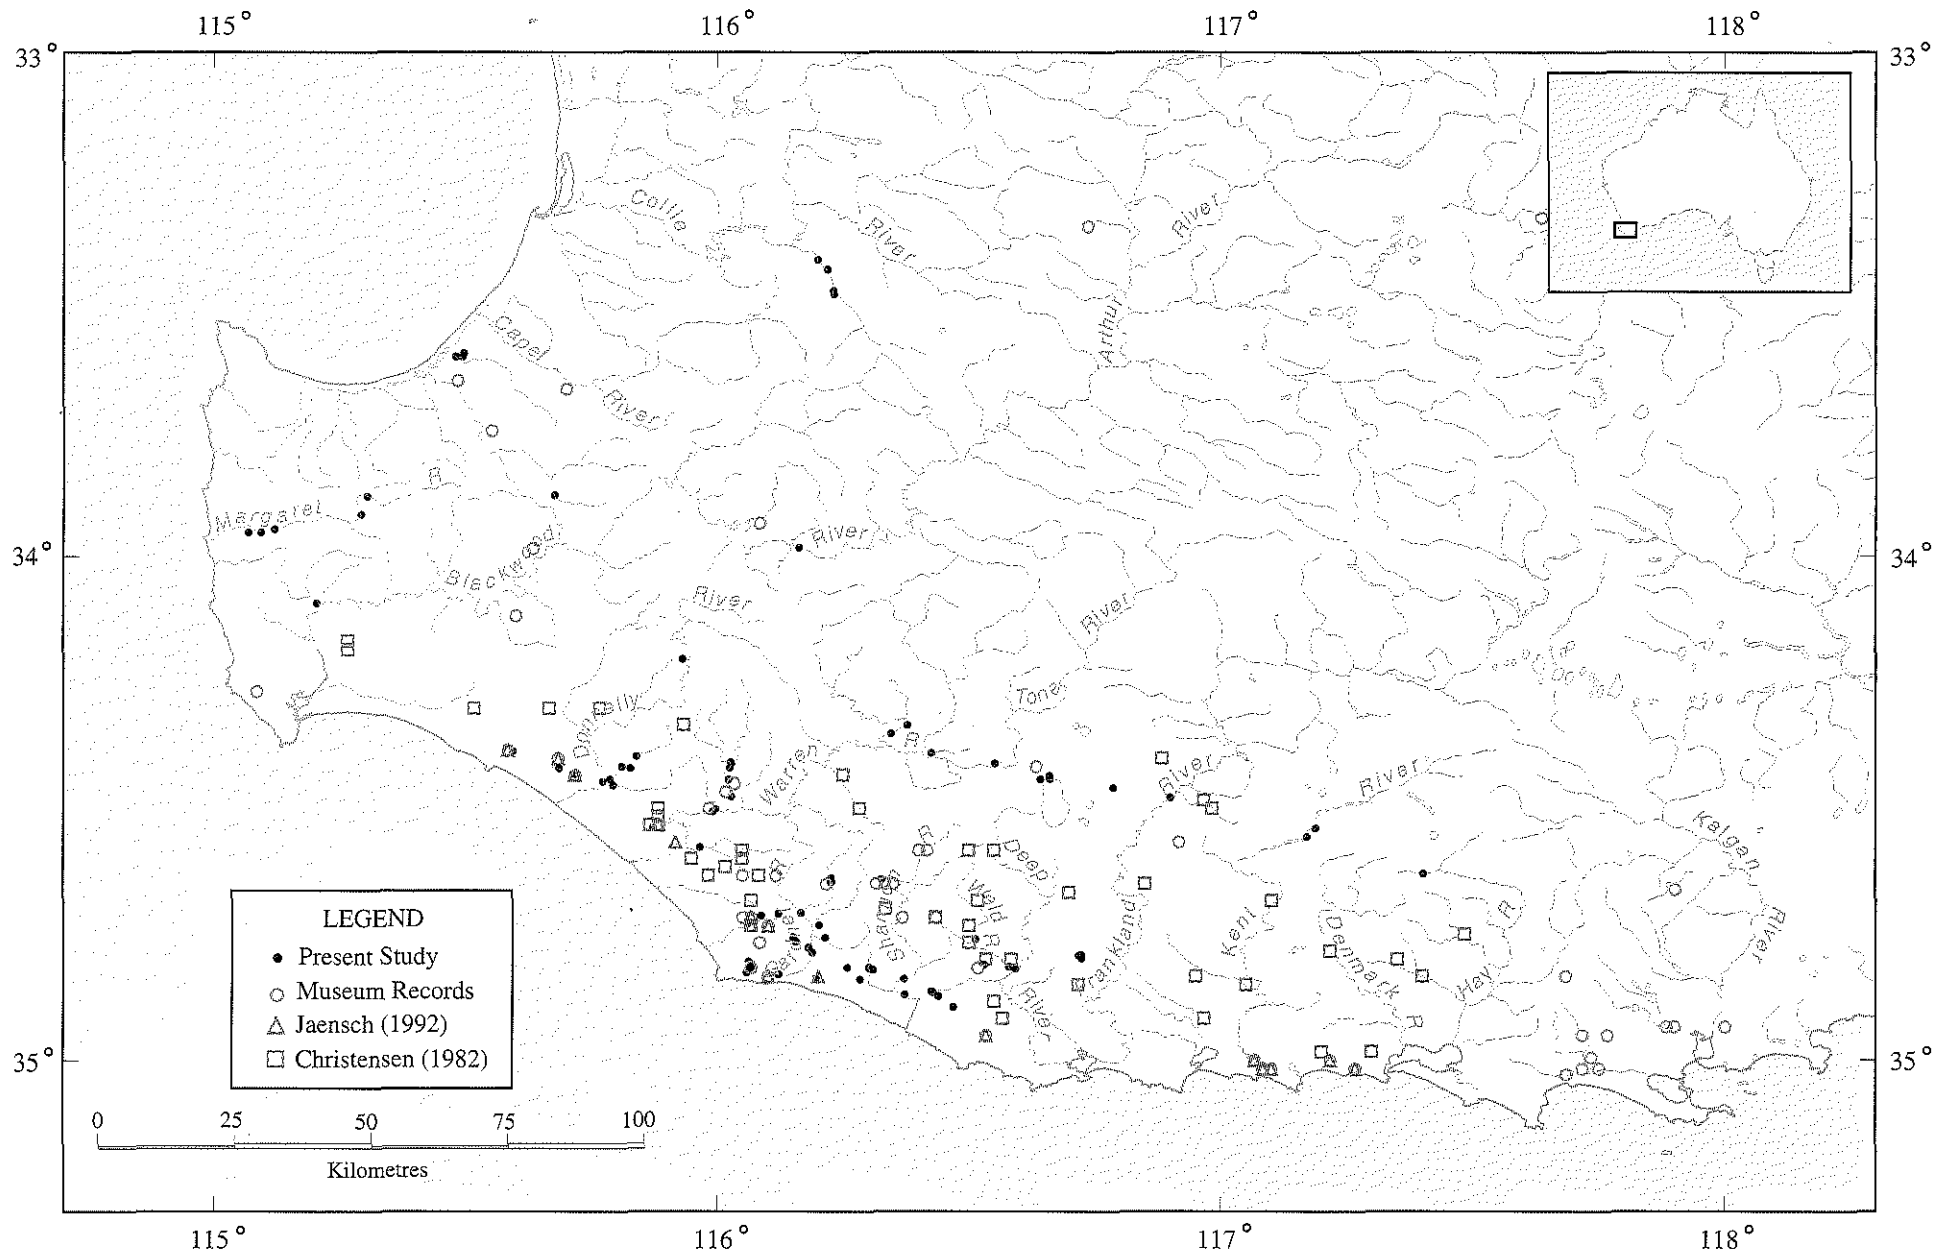 115° 116° 117° 118°
33° 33°
Collie
River
River
Arthur
Capel
River
R
Margaret
Blackwood
River
34° 34°
River
River
Donnelly
Tone
R
Warren
River
River
Kalgan
R
Deep
R
Weld
Shannon
R
R
Gardner
Frankland
Kent
Denmark
R
Hay
River
River
R
LEGEND
Present Study
Museum Records
Jaensch (1992)
Christensen (1982)
35° 35°
0 25 50 75 100
Kilometres
115° 116° 117° 118°